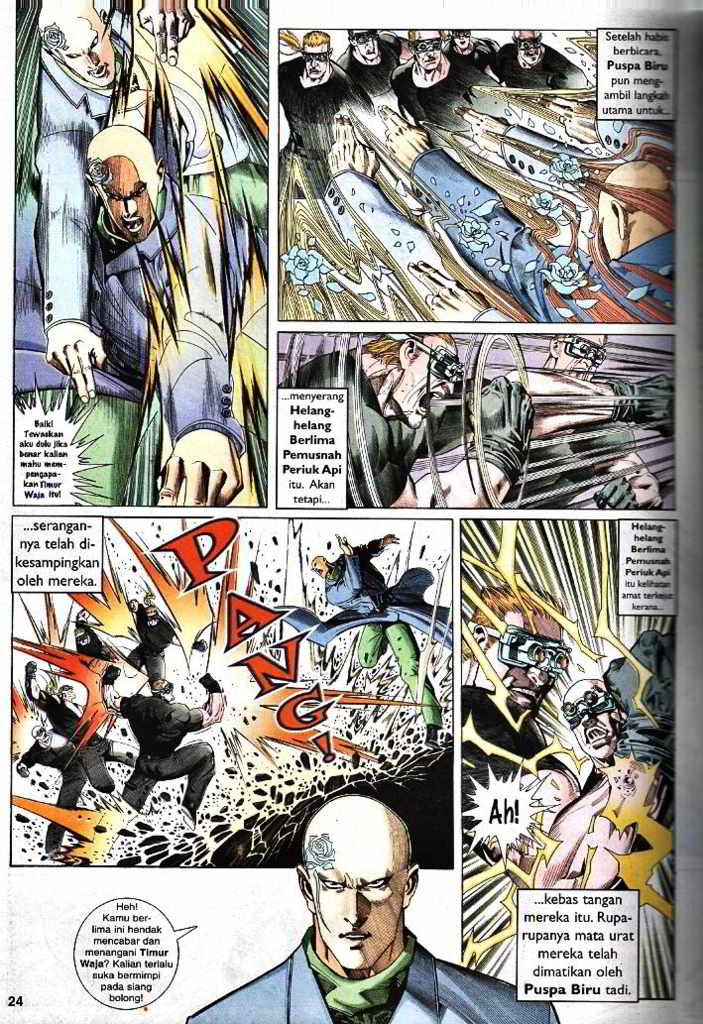 Baik!
Tewaskan
aku dulu jika
benar kalian
mahu mem-
pengapa-
kan Timur
Waja itu!
Setelah habis
berbicara,
Puspa Biru
pun meng-
ambil langkah
utama untuk...
...menyerang
Helang-
helang
Berlima
Pemusnah
Periuk Api
itu. Akan
tetapi...
...serangan-
nya telah di-
kesampingkan
oleh mereka.
PANG!
Helang-
helang
Berlima
Pemusnah
Periuk Api
itu kelihatan
amat terkejut
kerana...
Ah!
...kebas tangan
mereka itu. Rupa-
rupanya mata urat
mereka telah
dimatikan oleh
Puspa Biru tadi.
Heh!
Kamu ber-
lima ini hendak
mencabar dan
menangani Timur
Waja? Kalian terlalu
suka bermimpi
pada siang
bolong!
24